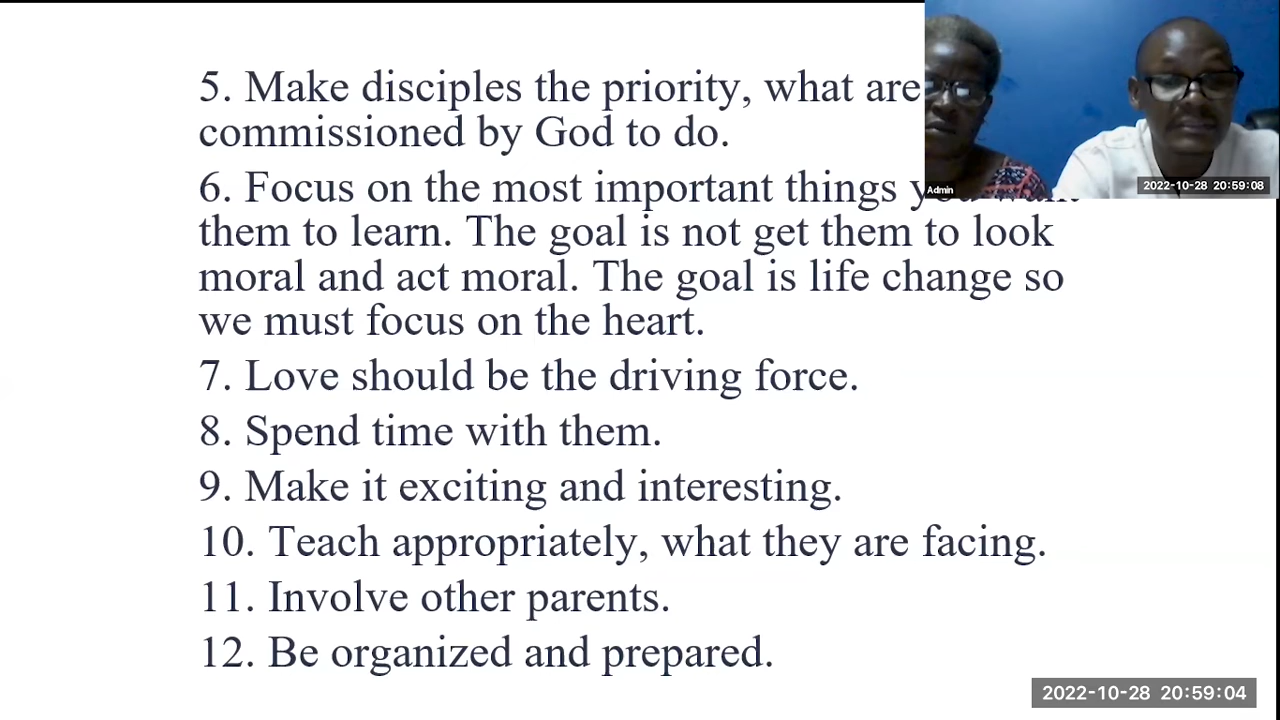 5. Make disciples the priority, what are
commissioned by God to do.
6. Focus on the most important things
them to learn. The goal is not get them to look
moral and act moral. The goal is life change so
we must focus on the heart.
7. Love should be the driving force.
8. Spend time with them.
9. Make it exciting and interesting.
10. Teach appropriately, what they are facing.
11. Involve other parents.
12. Be organized and prepared.
Admin
2022-10-28 20:59:08
2022-10-28 20:59:04